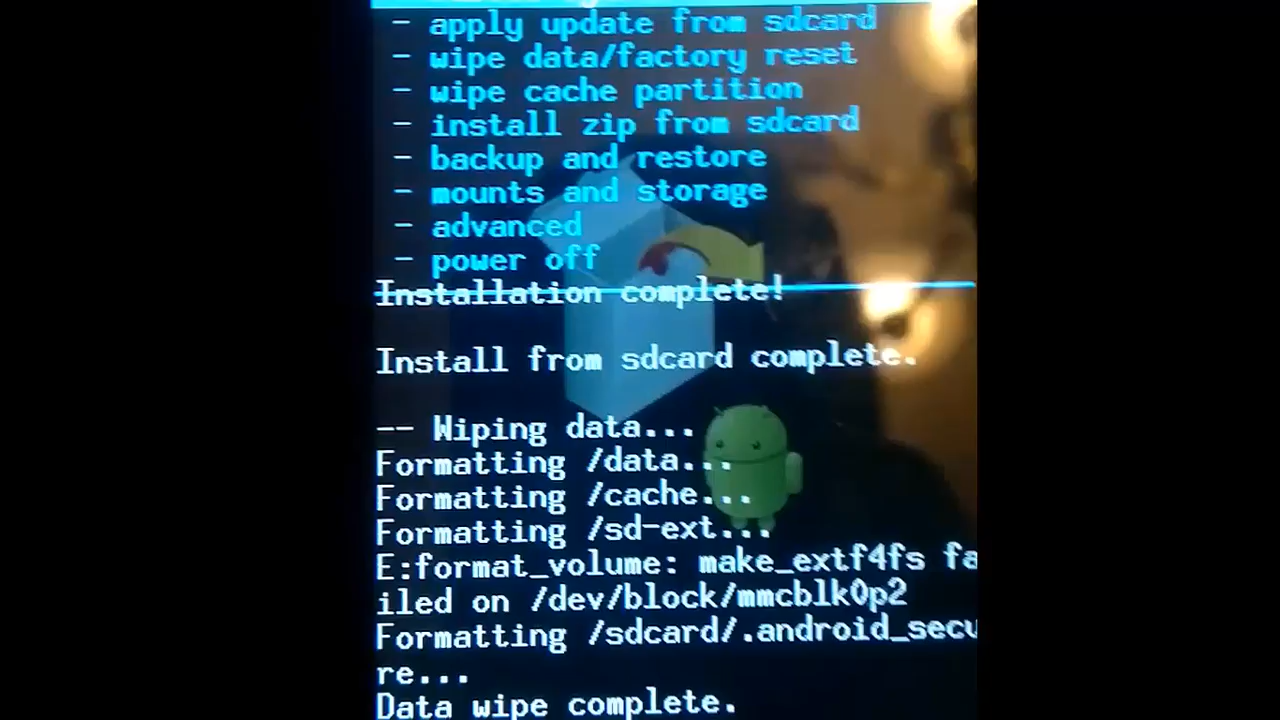 - apply update from sdcard
- wipe data/factory reset
- wipe cache partition
- install zip from sdcard
- backup and restore
- mounts and storage
- advanced
- power off
Installation complete!
Install from sdcard complete.
-- Wiping data...
Formatting /data...
Formatting /cache...
Formatting /sd-ext...
E:format_volume: make_extf4fs fa
iled on /dev/block/mmcblk0p2
Formatting /sdcard/.android_secu
re...
Data wipe complete.